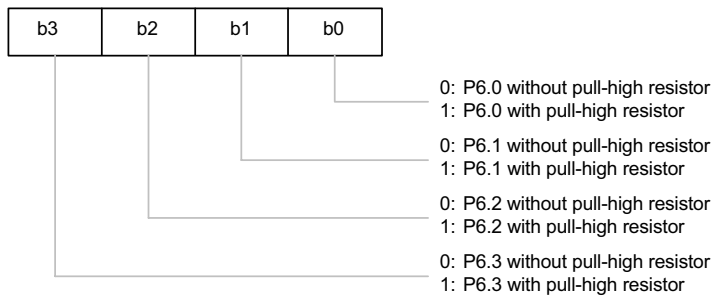 b3 b2 b1 b0
0: P6.0 without pull-high resistor
1: P6.0 with pull-high resistor
0: P6.1 without pull-high resistor
1: P6.1 with pull-high resistor
0: P6.2 without pull-high resistor
1: P6.2 with pull-high resistor
0: P6.3 without pull-high resistor
1: P6.3 with pull-high resistor